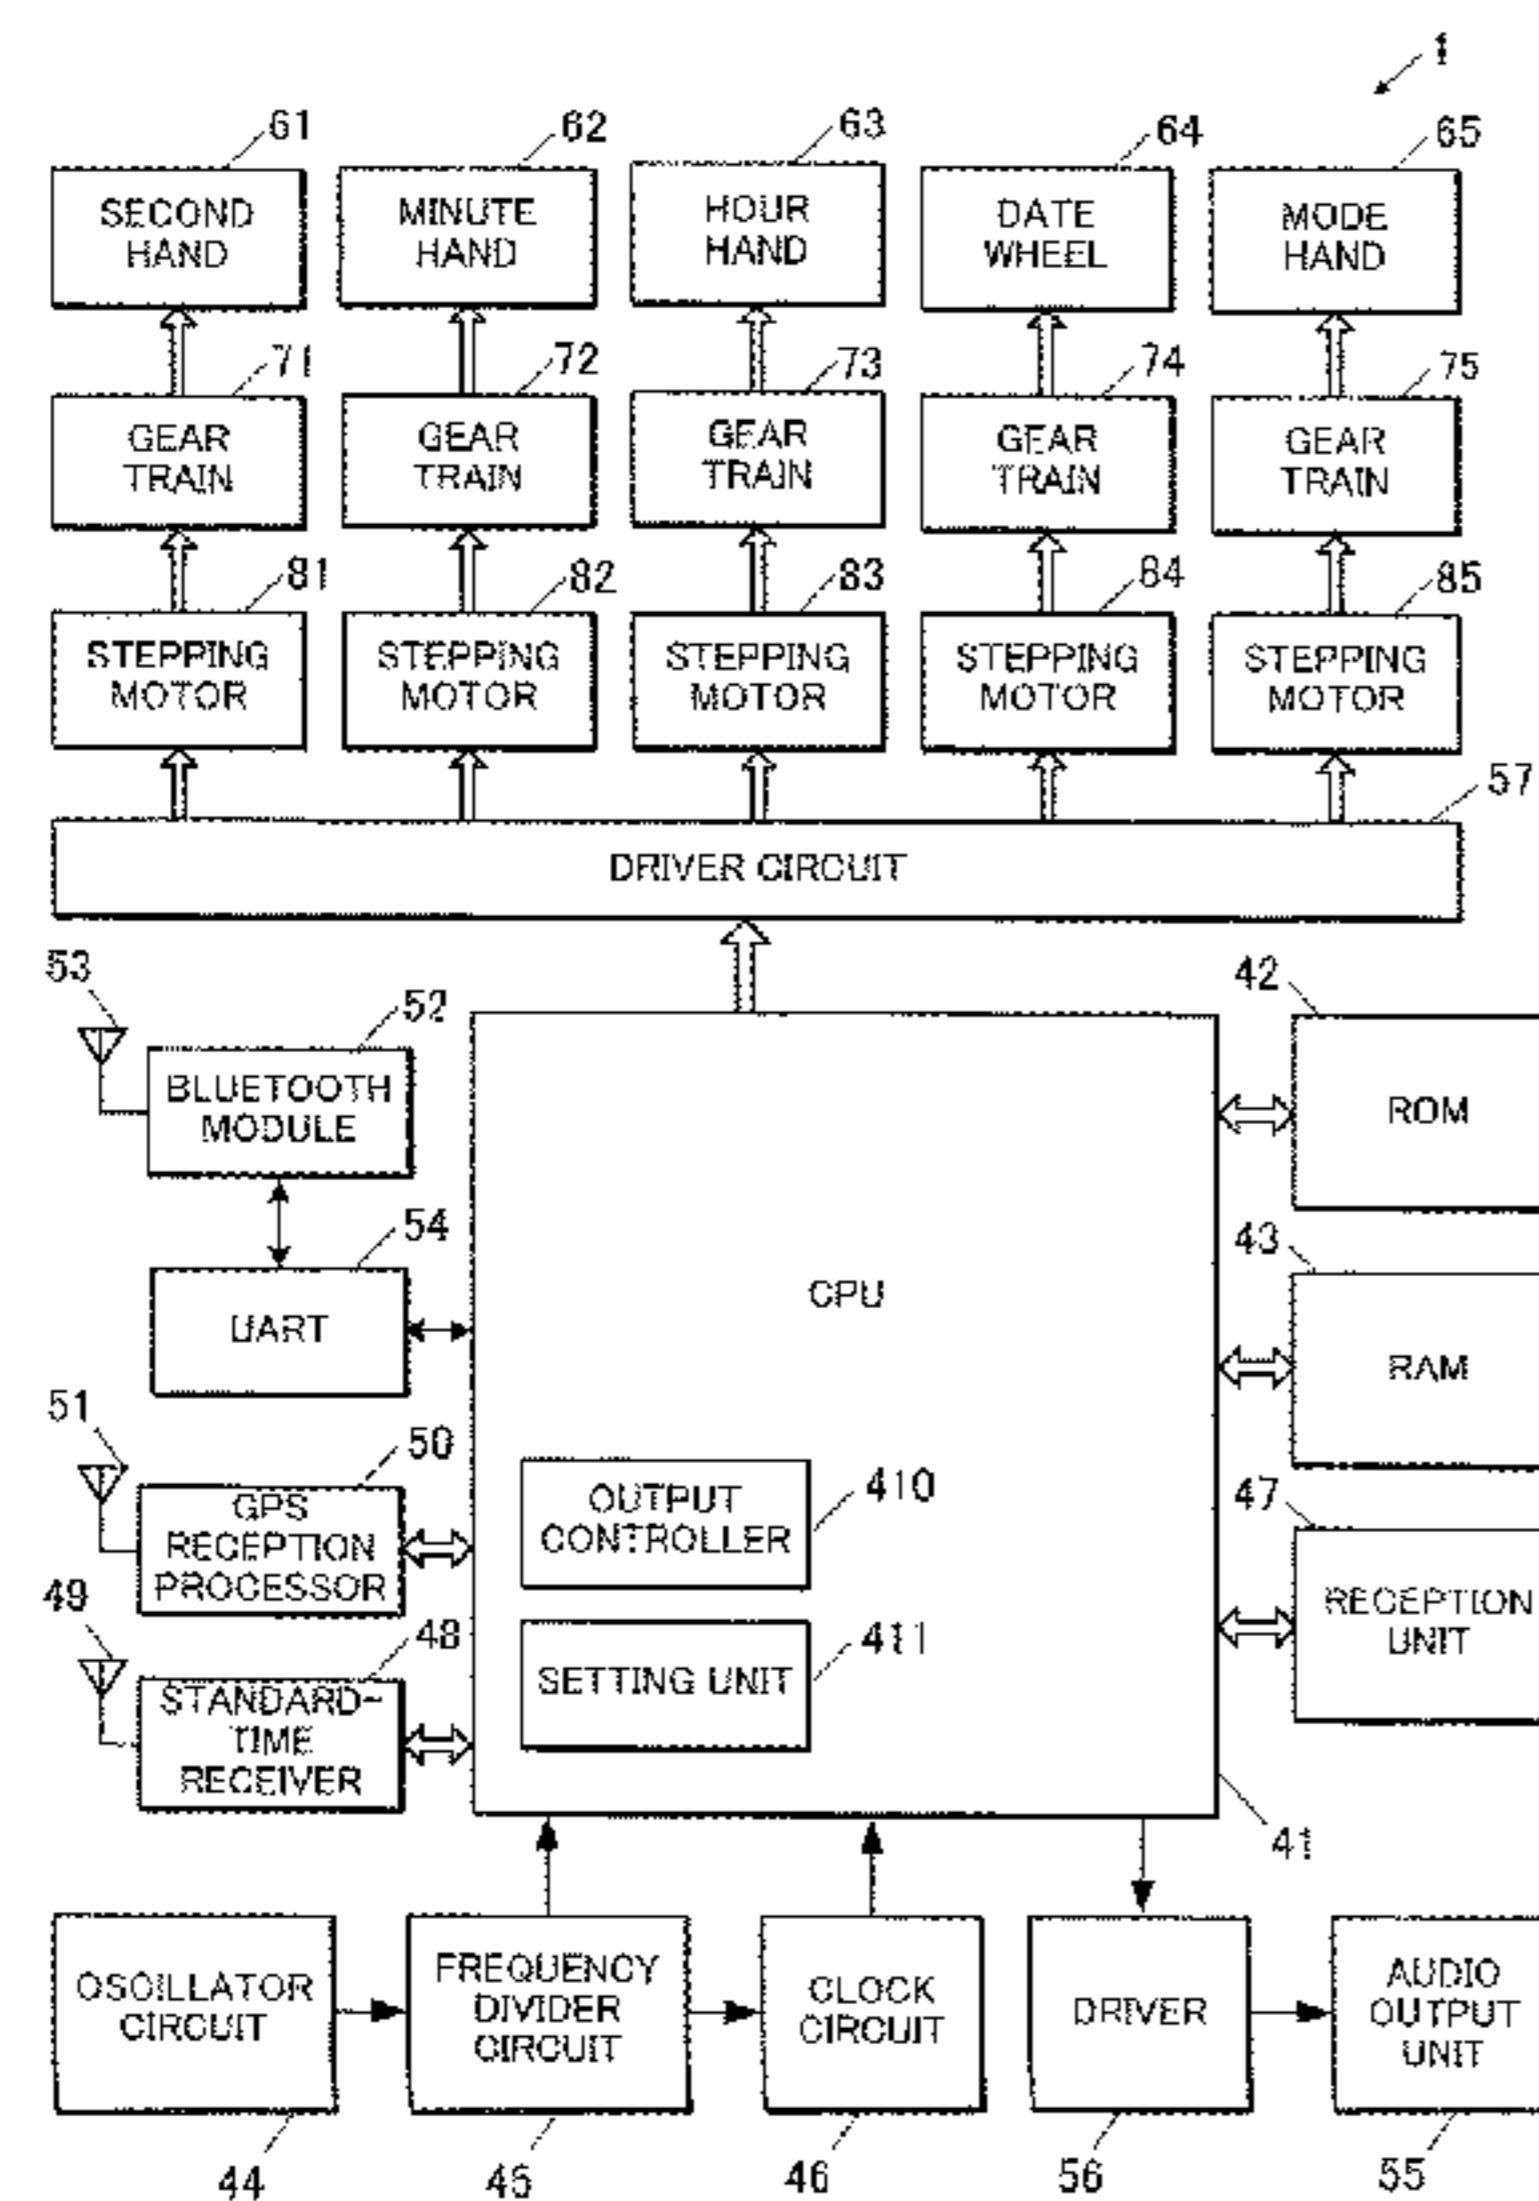 1
61
62
63
64
65
SECOND
HAND
MINUTE
HAND
HOUR
HAND
DATE
WHEEL
MODE
HAND
71
72
73
74
75
GEAR
TRAIN
GEAR
TRAIN
GEAR
TRAIN
GEAR
TRAIN
GEAR
TRAIN
81
82
83
84
85
STEPPING
MOTOR
STEPPING
MOTOR
STEPPING
MOTOR
STEPPING
MOTOR
STEPPING
MOTOR
57
DRIVER CIRCUIT
53
52
42
BLUETOOTH
MODULE
ROM
54
43
CPU
UART
RAM
51
50
47
GPS
RECEPTION
PROCESSOR
OUTPUT
CONTROLLER
410
RECEPTION
UNIT
49
48
411
STANDARD-
TIME
RECEIVER
SETTING UNIT
41
OSCILLATOR
CIRCUIT
FREQUENCY
DIVIDER
CIRCUIT
CLOCK
CIRCUIT
DRIVER
AUDIO
OUTPUT
UNIT
44
45
46
56
55